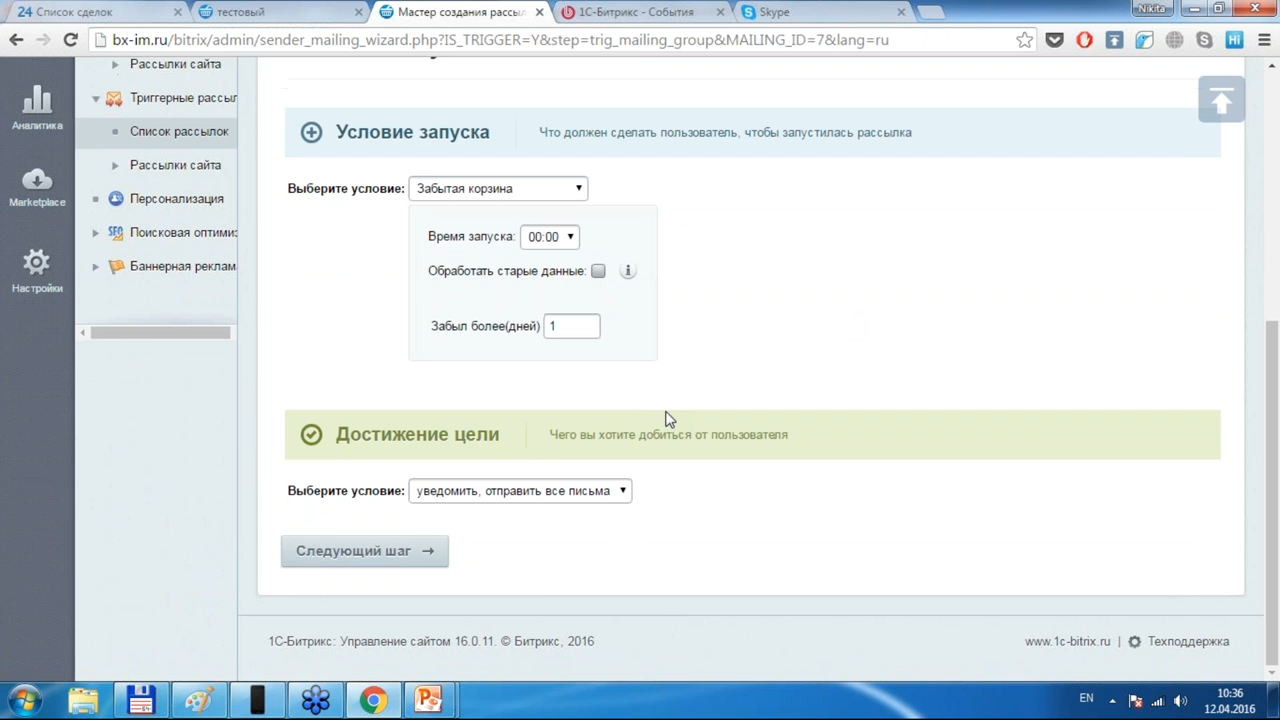 Список сделок
тестовый
Мастер создания рассыл
1С-Битрикс - События
Skype
Nikita
bx-im.ru/bitrix/admin/sender_mailing_wizard.php?IS_TRIGGER=Y&step=trig_mailing_group&MAILING_ID=7&lang=ru
Рассылки сайта
Триггерные рассыл
Список рассылок
Рассылки сайта
Персонализация
Поисковая оптимиз
Баннерная реклам
Аналитика
Marketplace
Настройки
Условие запуска
Что должен сделать пользователь, чтобы запустилась рассылка
Выберите условие: Забытая корзина
Время запуска: 00:00
Обработать старые данные:
Забыл более(дней) 1
Достижение цели
Чего вы хотите добиться от пользователя
Выберите условие: уведомить, отправить все письма
Следующий шаг →
1С-Битрикс: Управление сайтом 16.0.11. © Битрикс, 2016
www.1c-bitrix.ru | Техподдержка
EN
10:36
12.04.2016